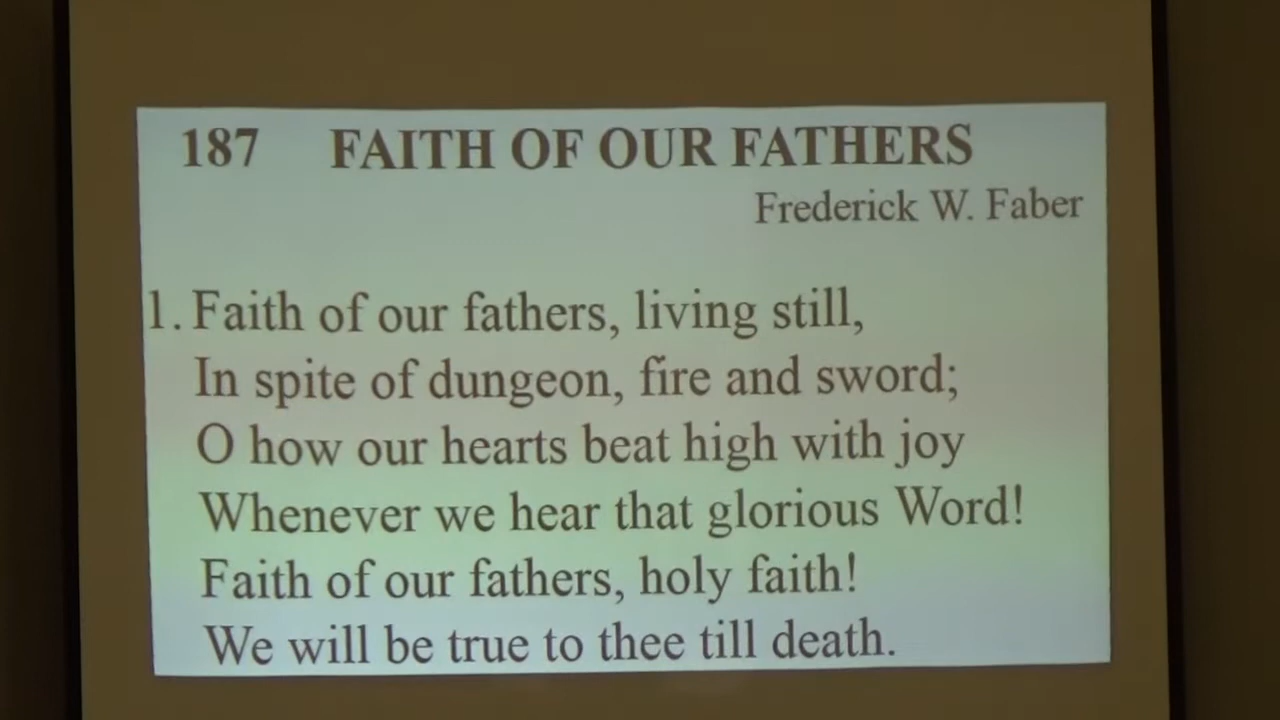 187 FAITH OF OUR FATHERS
Frederick W. Faber
1. Faith of our fathers, living still,
In spite of dungeon, fire and sword;
O how our hearts beat high with joy
Whenever we hear that glorious Word!
Faith of our fathers, holy faith!
We will be true to thee till death.